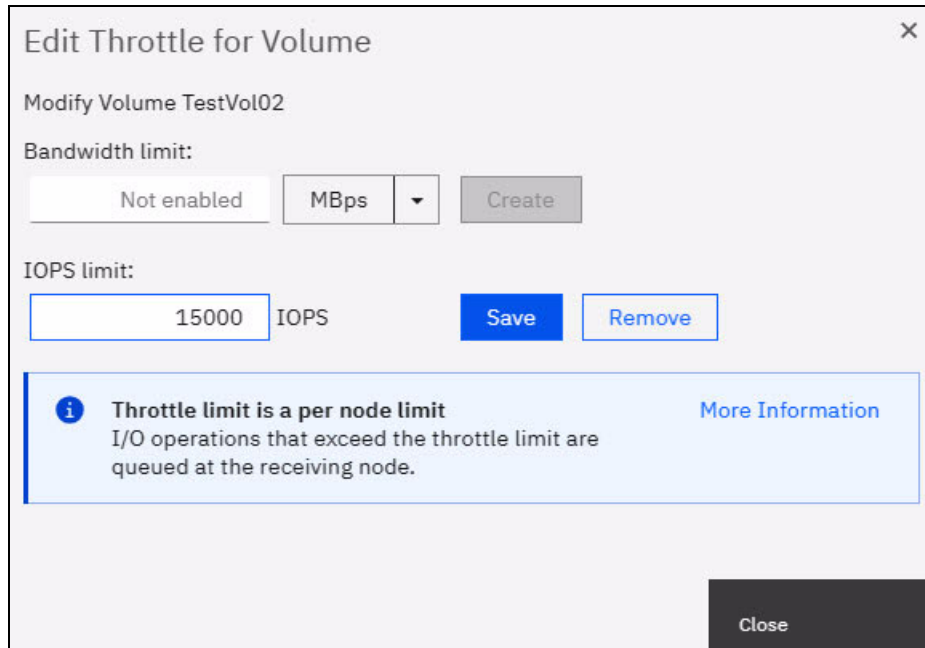 Edit Throttle for Volume
Modify Volume TestVol02
Bandwidth limit:
Not enabled MBps Create
IOPS limit:
15000 IOPS Save Remove
Throttle limit is a per node limit More Information
I/O operations that exceed the throttle limit are
queued at the receiving node.
Close